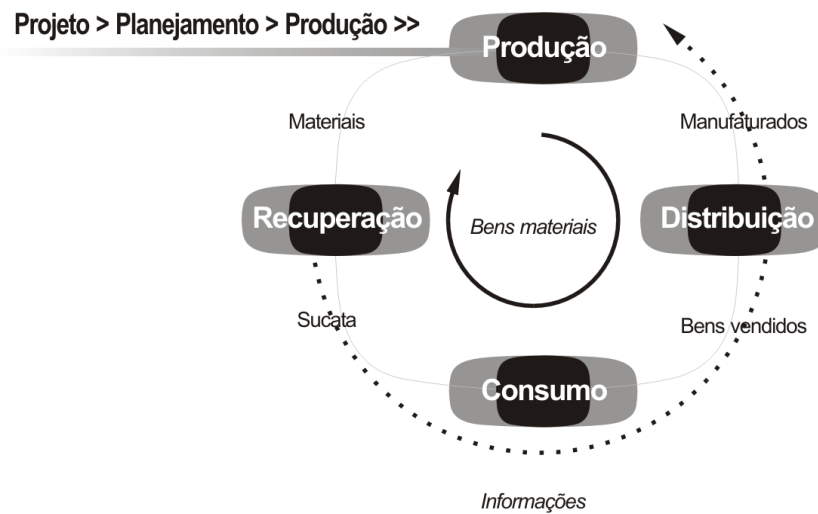 Projeto > Planejamento > Produção >>
Produção
Materiais
Manufaturados
Recuperação
Bens materiais
Distribuição
Sucata
Bens vendidos
Consumo
Informações